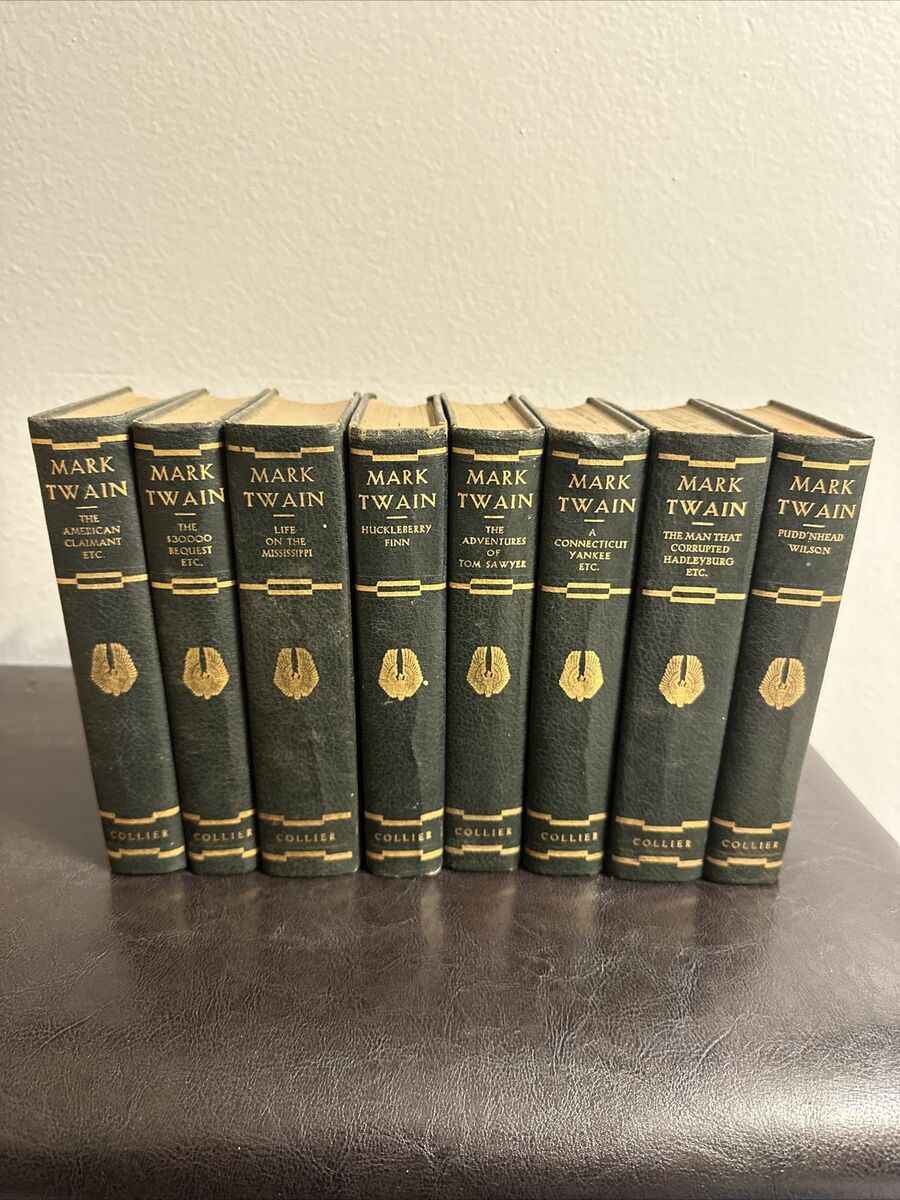 MARK
TWAIN
THE
AMERICAN
CLAIMANT
ETC.
COLLIER
MARK
TWAIN
THE
$30000
BEQUEST
ETC.
COLLIER
MARK
TWAIN
LIFE
ON THE
MISSISSIPPI
COLLIER
MARK
TWAIN
HUCKLEBERRY
FINN
COLLIER
MARK
TWAIN
THE
ADVENTURES
OF
TOM SAWYER
COLLIER
MARK
TWAIN
A
CONNECTICUT
YANKEE
ETC.
COLLIER
MARK
TWAIN
THE MAN THAT
CORRUPTED
HADLEYBURG
ETC.
COLLIER
MARK
TWAIN
PUDD'NHEAD
WILSON
COLLIER